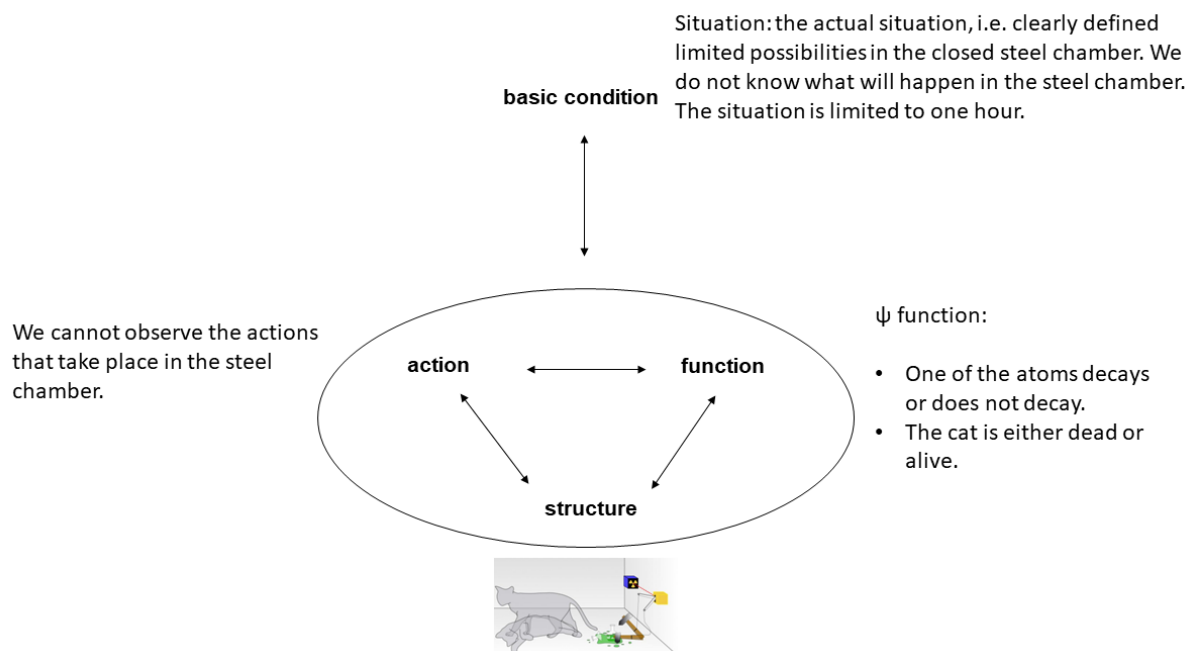 Situation: the actual situation, i.e. clearly defined
limited possibilities in the closed steel chamber. We
do not know what will happen in the steel chamber.
The situation is limited to one hour.
basic condition
We cannot observe the actions
that take place in the steel
chamber.
action
function
structure
ψ function:
• One of the atoms decays
or does not decay.
• The cat is either dead or
alive.